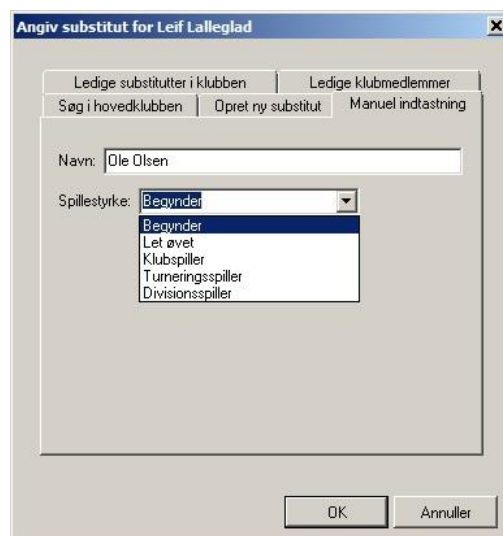 Angiv substitut for Leif Lalleglad
Ledige substitutter i klubben
Ledige klubmedlemmer
Søg i hovedklubben
Opret ny substitut
Manuel indtastning
Navn: Ole Olsen
Spillestyrke: Begynder
Begynder
Let øvet
Klubspiller
Turneringsspiller
Divisionsspiller
OK
Annuller